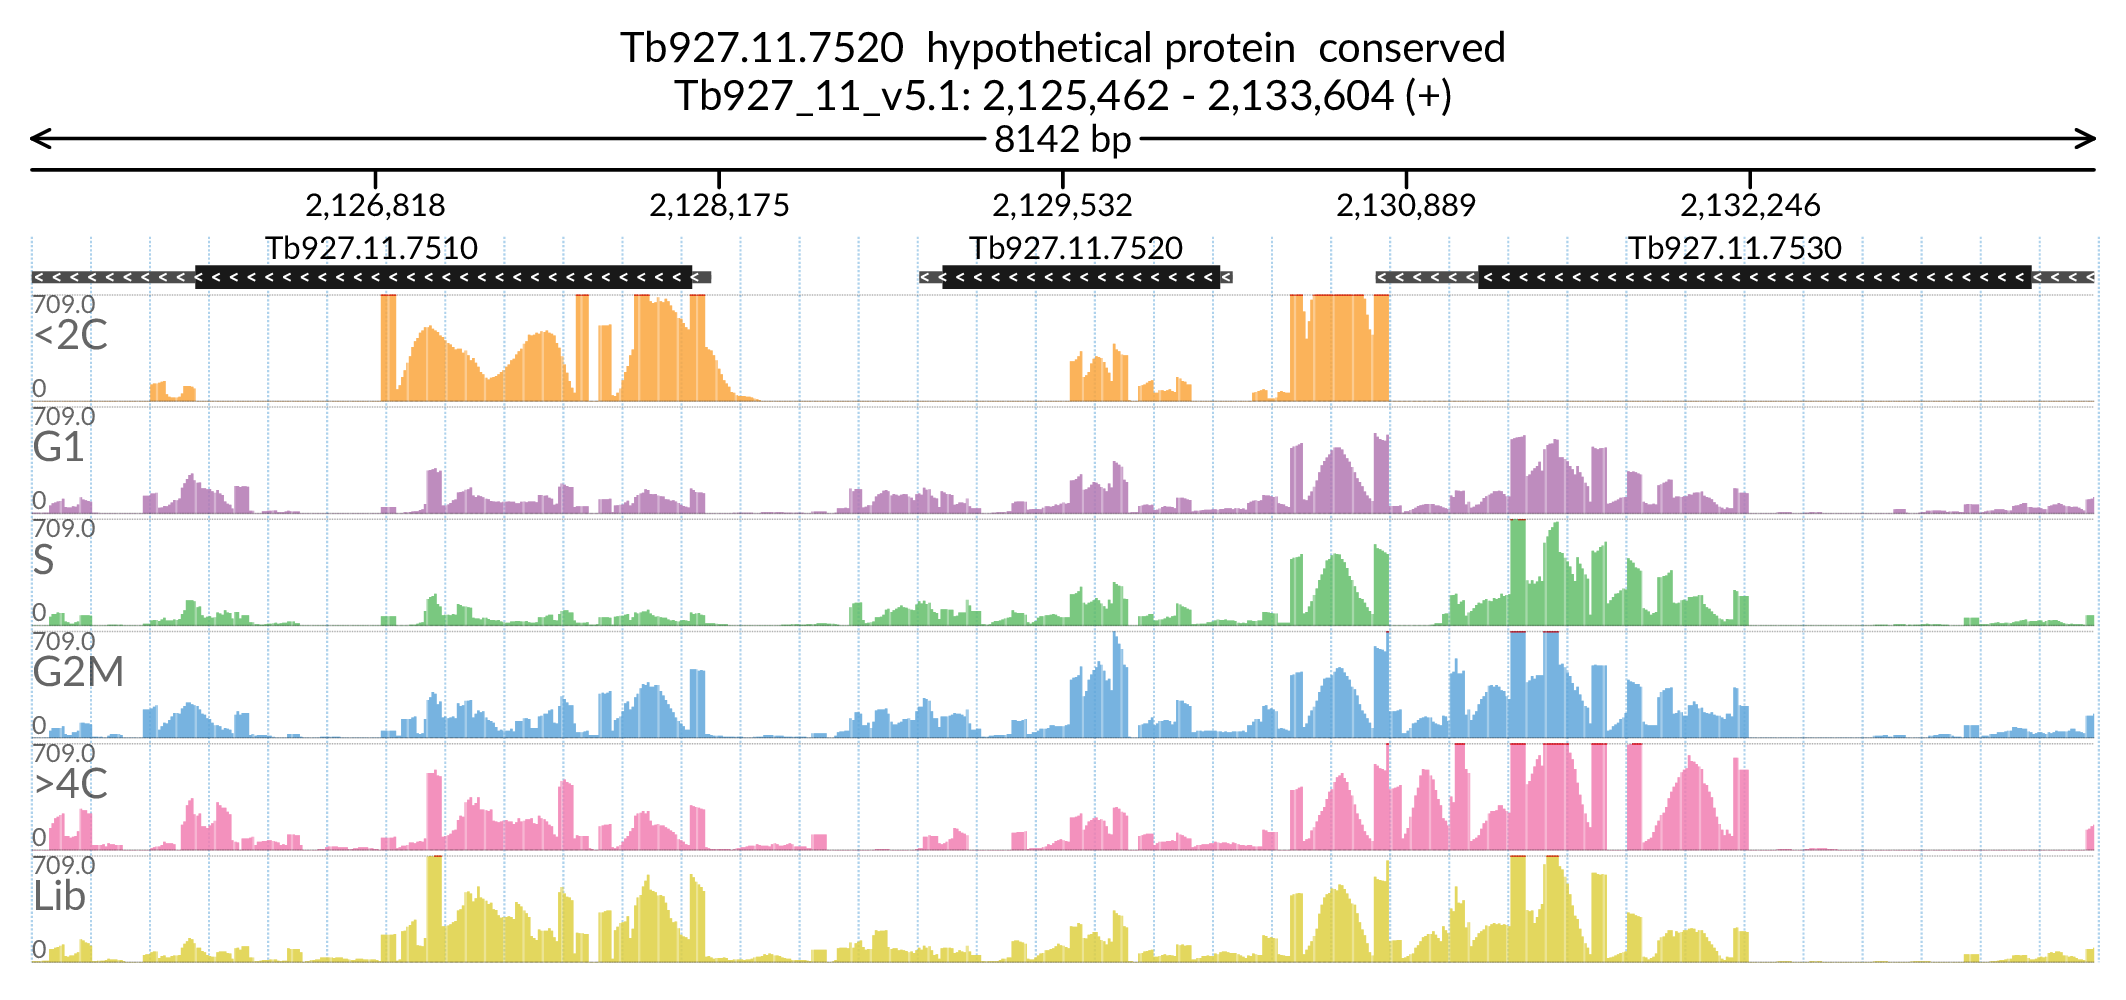 Tb927.11.7520 hypothetical protein conserved
Tb927_11_v5.1: 2,125,462 - 2,133,604 (+)
8142 bp
2,126,818 2,128,175 2,129,532 2,130,889 2,132,246
Tb927.11.7510 Tb927.11.7520 Tb927.11.7530
709.0
<2C
0
709.0
G1
0
709.0
S
0
709.0
G2M
0
709.0
>4C
0
709.0
Lib
0